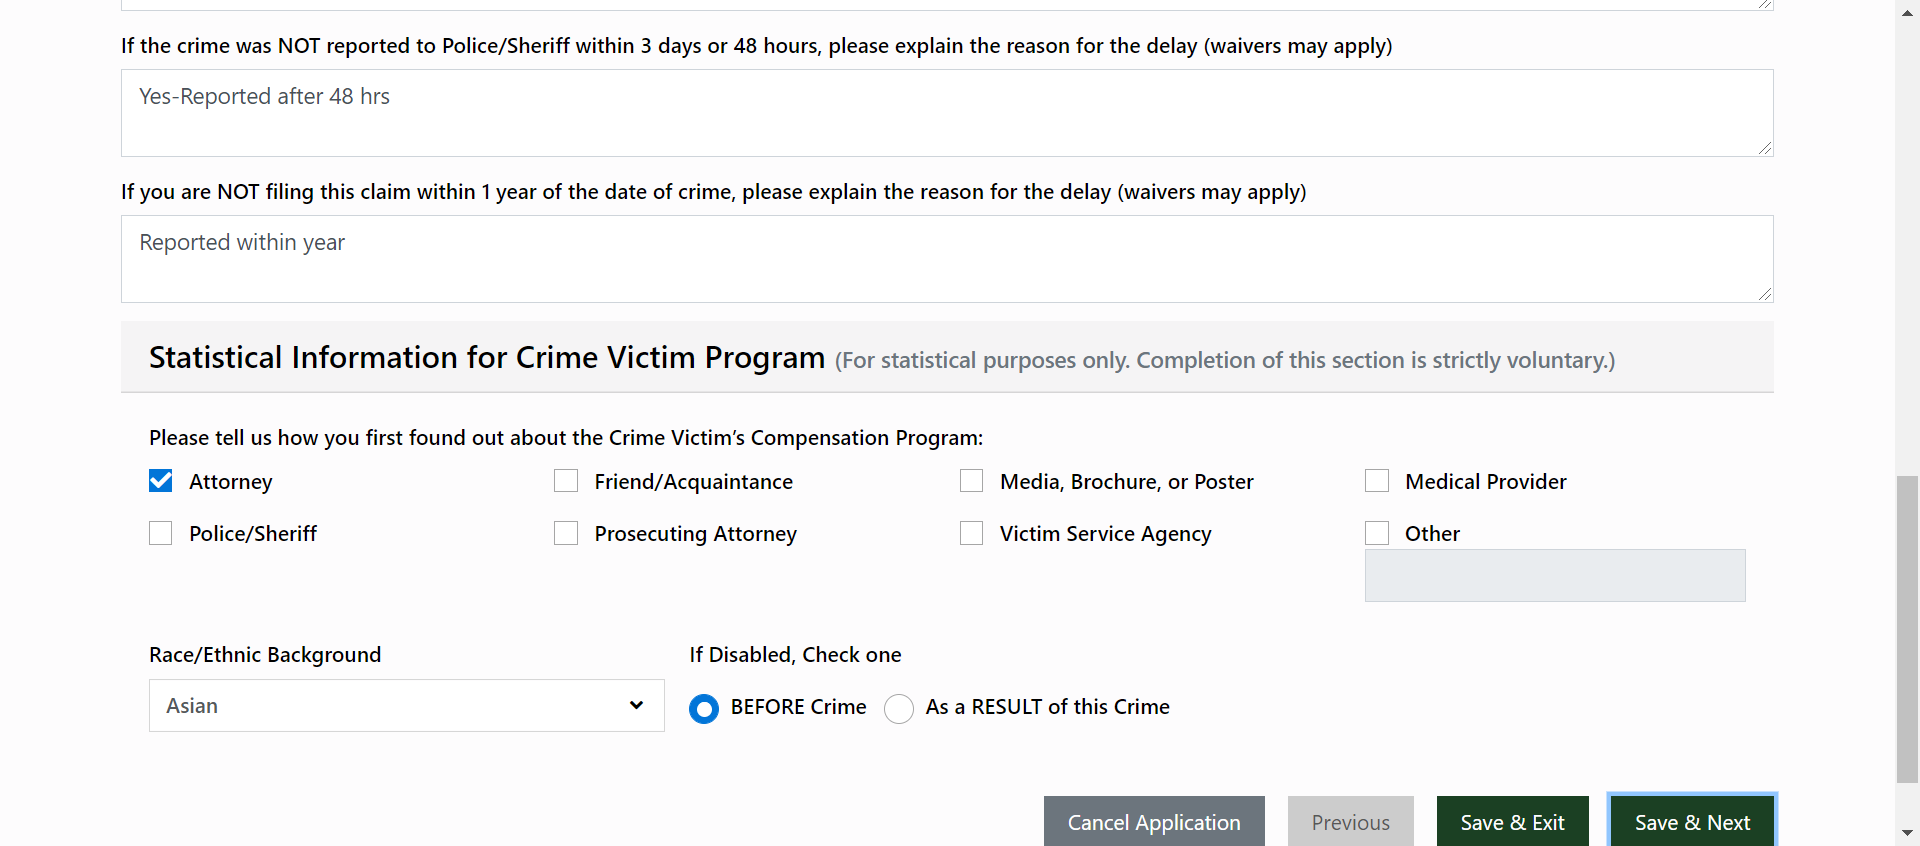 If the crime was NOT reported to Police/Sheriff within 3 days or 48 hours, please explain the reason for the delay (waivers may apply)
Yes-Reported after 48 hrs
If you are NOT filing this claim within 1 year of the date of crime, please explain the reason for the delay (waivers may apply)
Reported within year
Statistical Information for Crime Victim Program (For statistical purposes only. Completion of this section is strictly voluntary.)
Please tell us how you first found out about the Crime Victim’s Compensation Program:
Attorney Friend/Acquaintance Media, Brochure, or Poster Medical Provider
Police/Sheriff Prosecuting Attorney Victim Service Agency Other
Race/Ethnic Background If Disabled, Check one
Asian BEFORE Crime As a RESULT of this Crime
Cancel Application Previous Save & Exit Save & Next